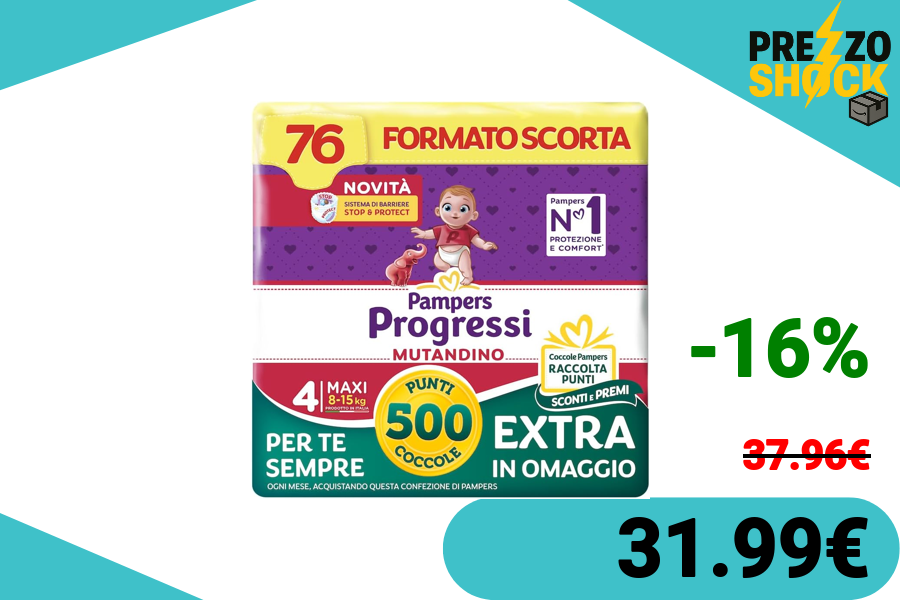 PREZZO
SHOCK
76
FORMATO SCORTA
NOVITÀ
SISTEMA DI BARRIERE
STOP & PROTECT
Pampers
N°1
PROTEZIONE
E COMFORT*
Pampers
Progressi
MUTANDINO
Coccole Pampers
RACCOLTA
PUNTI
SCONTI E PREMI
4 MAXI
8-15 kg
PRODOTTO IN ITALIA
PUNTI
500
COCCOLE
PER TE
SEMPRE
EXTRA
IN OMAGGIO
OGNI MESE, ACQUISTANDO QUESTA CONFEZIONE DI PAMPERS
-16%
37.96€
31.99€